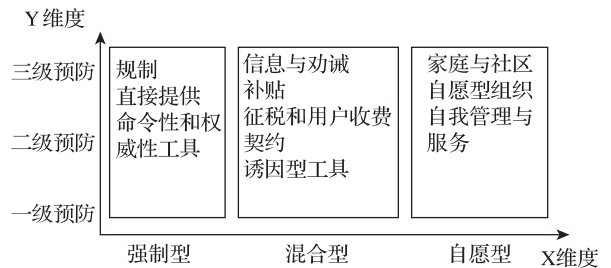 Y维度
三级预防
二级预防
一级预防
规制
直接提供
命令性和权
威性工具
信息与劝诫
补贴
征税和用户收费
契约
诱因型工具
家庭与社区
自愿型组织
自我管理与
服务
强制型
混合型
自愿型
X维度